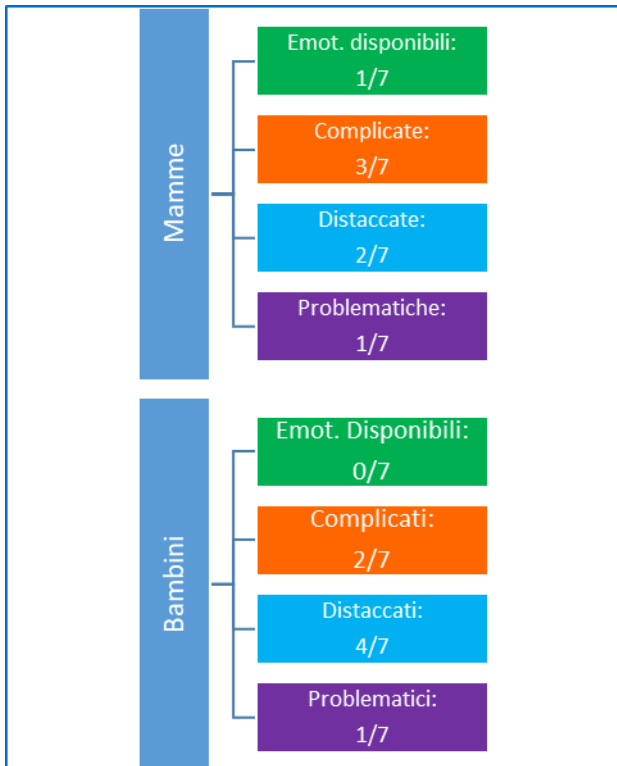 Mamme
Emot. disponibili:
1/7
Complicate:
3/7
Distaccate:
2/7
Problematiche:
1/7
Bambini
Emot. Disponibili:
0/7
Complicati:
2/7
Distaccati:
4/7
Problematici:
1/7